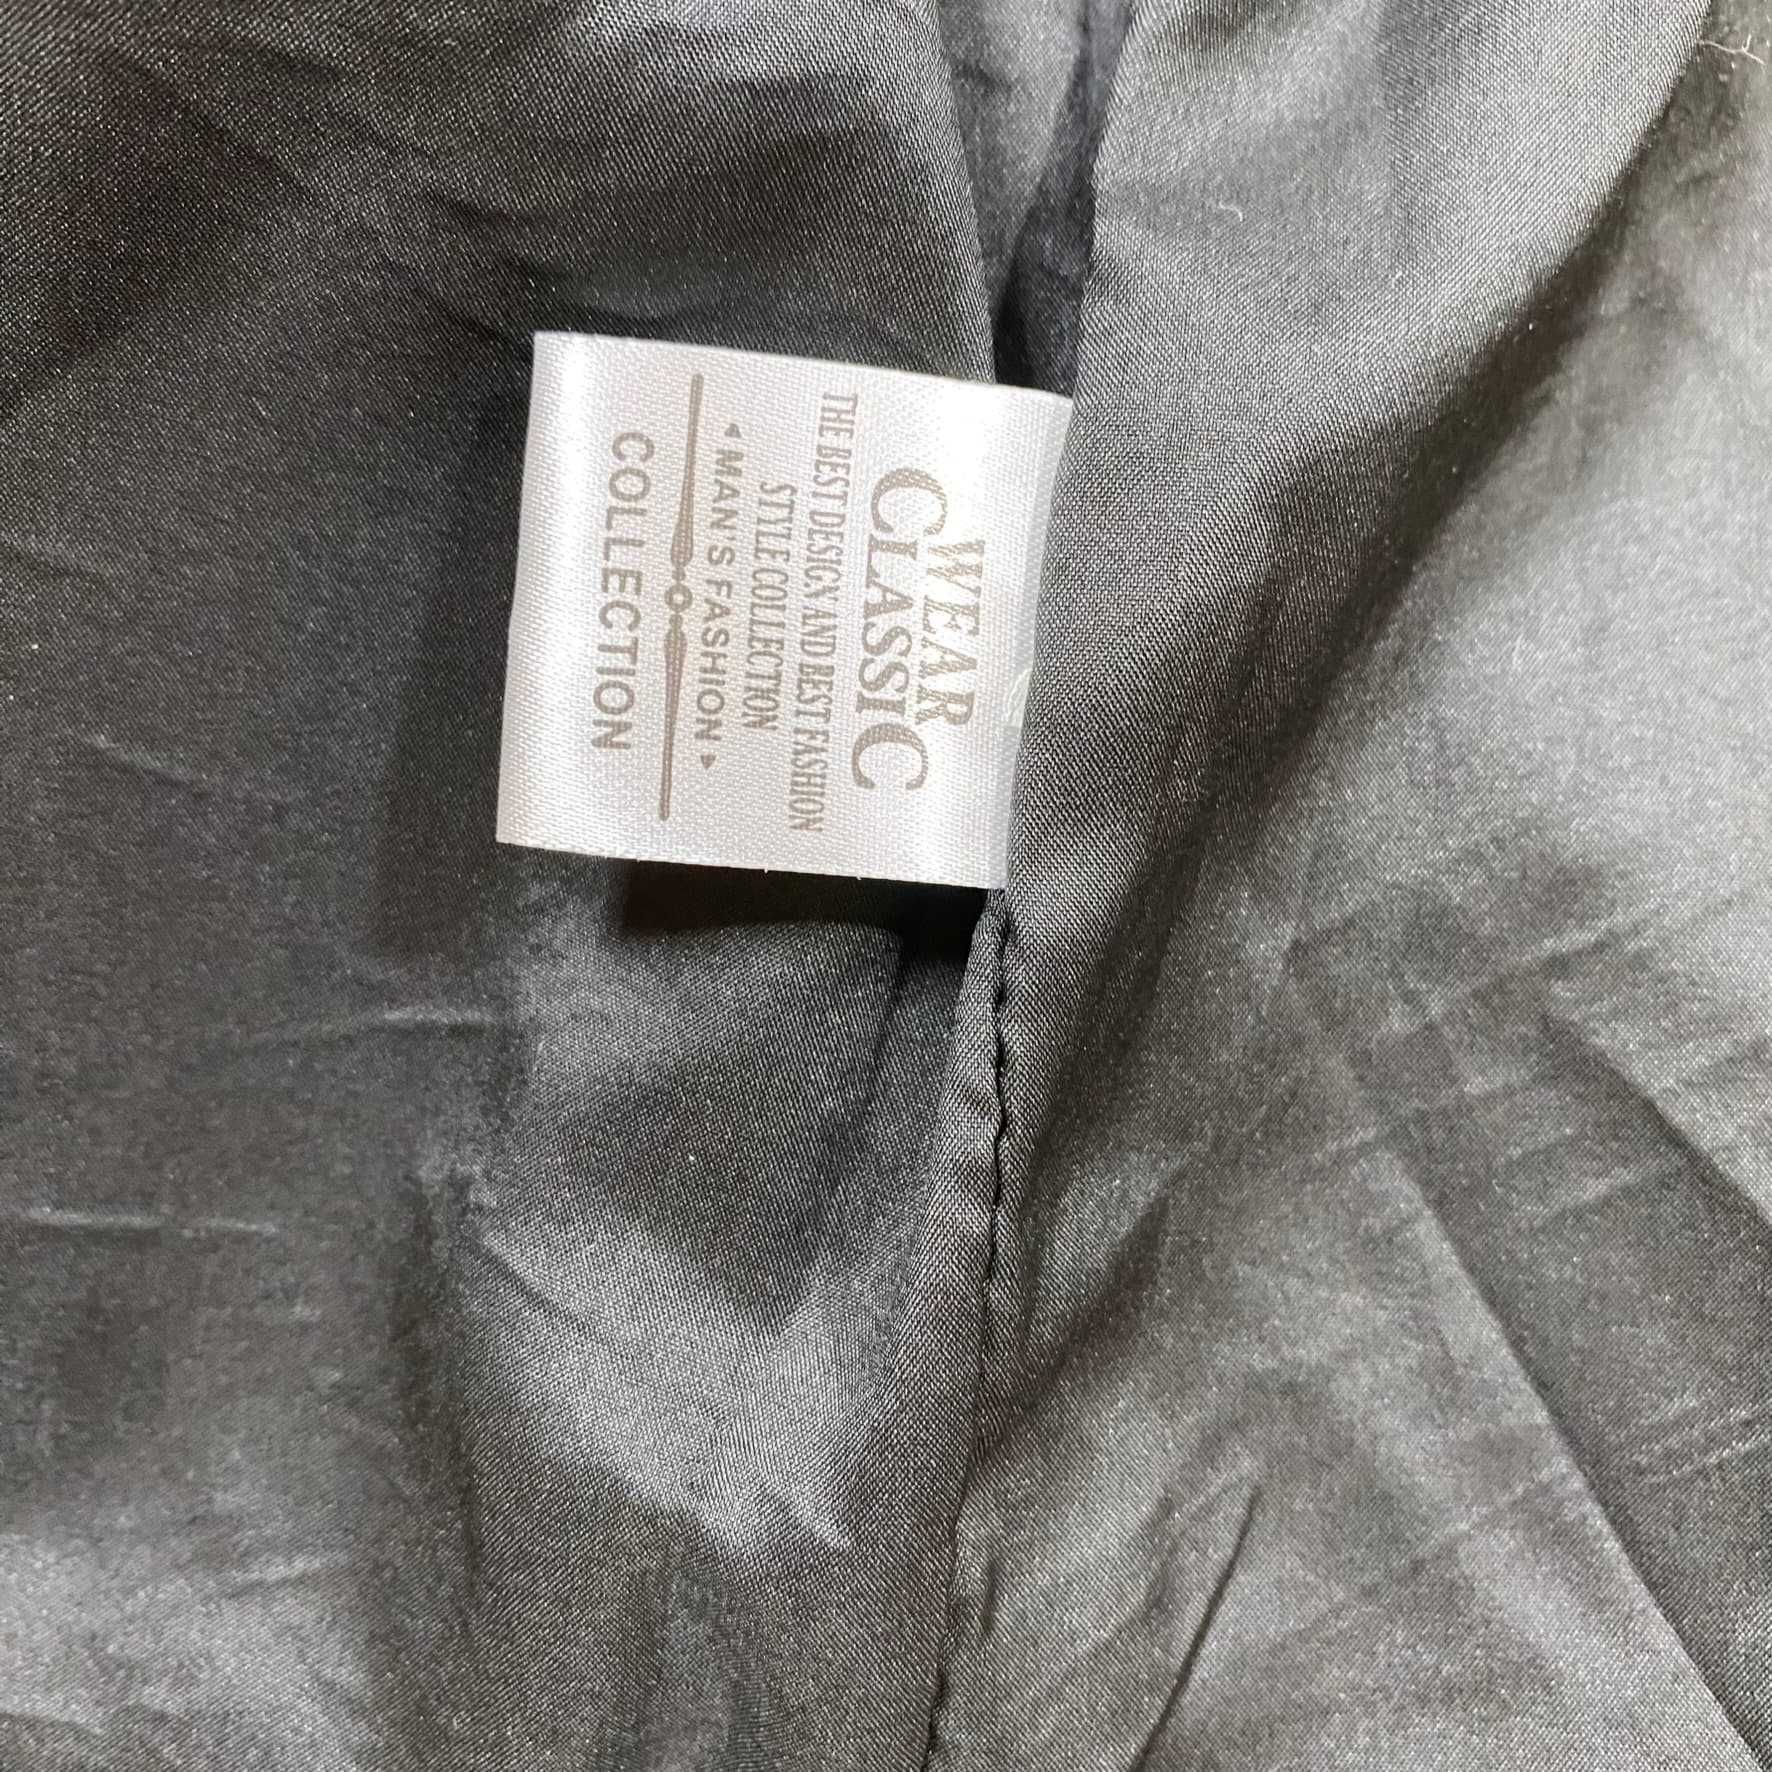 WEAR
CLASSIC
THE BEST DESIGN AND BEST FASHION
STYLE COLLECTION
MAN'S FASHION
COLLECTION